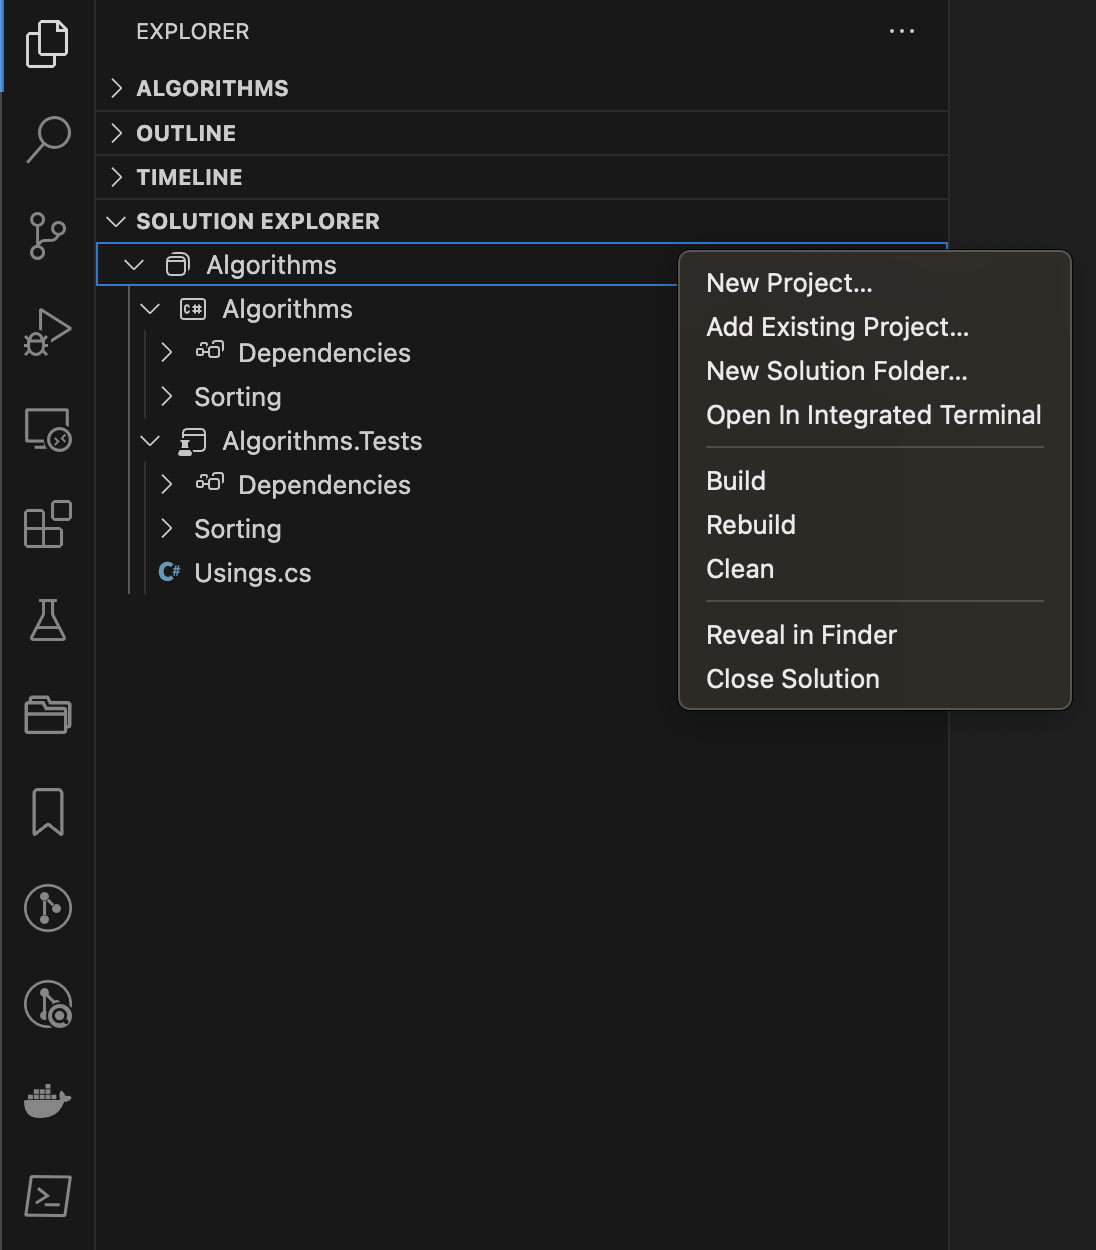 EXPLORER
ALGORITHMS
OUTLINE
TIMELINE
SOLUTION EXPLORER
Algorithms
C# Algorithms
Dependencies
Sorting
Algorithms.Tests
Dependencies
Sorting
C# Usings.cs
New Project...
Add Existing Project...
New Solution Folder...
Open In Integrated Terminal
Build
Rebuild
Clean
Reveal in Finder
Close Solution